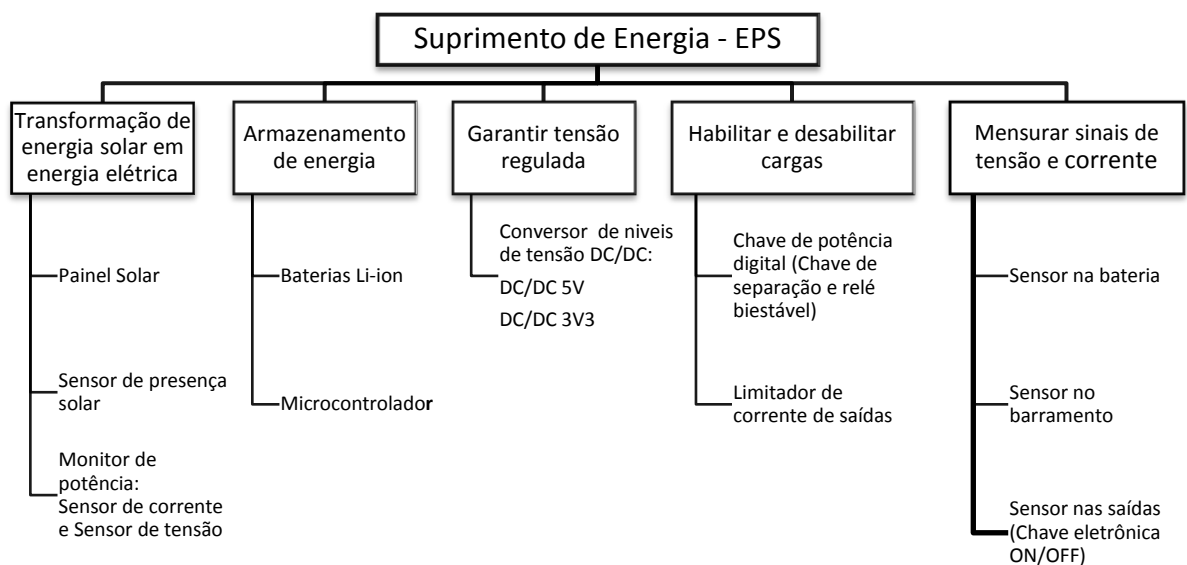 Suprimento de Energia - EPS
Transformação de
energia solar em
energia elétrica
Painel Solar
Sensor de presença
solar
Monitor de
potência:
Sensor de corrente
e Sensor de tensão
Armazenamento
de energia
Baterias Li-ion
Microcontrolador
Garantir tensão
regulada
Conversor de niveis
de tensão DC/DC:
DC/DC 5V
DC/DC 3V3
Habilitar e desabilitar
cargas
Chave de potência
digital (Chave de
separação e relé
biestável)
Limitador de
corrente de saídas
Mensurar sinais de
tensão e corrente
Sensor na bateria
Sensor no
barramento
Sensor nas saídas
(Chave eletrônica
ON/OFF)